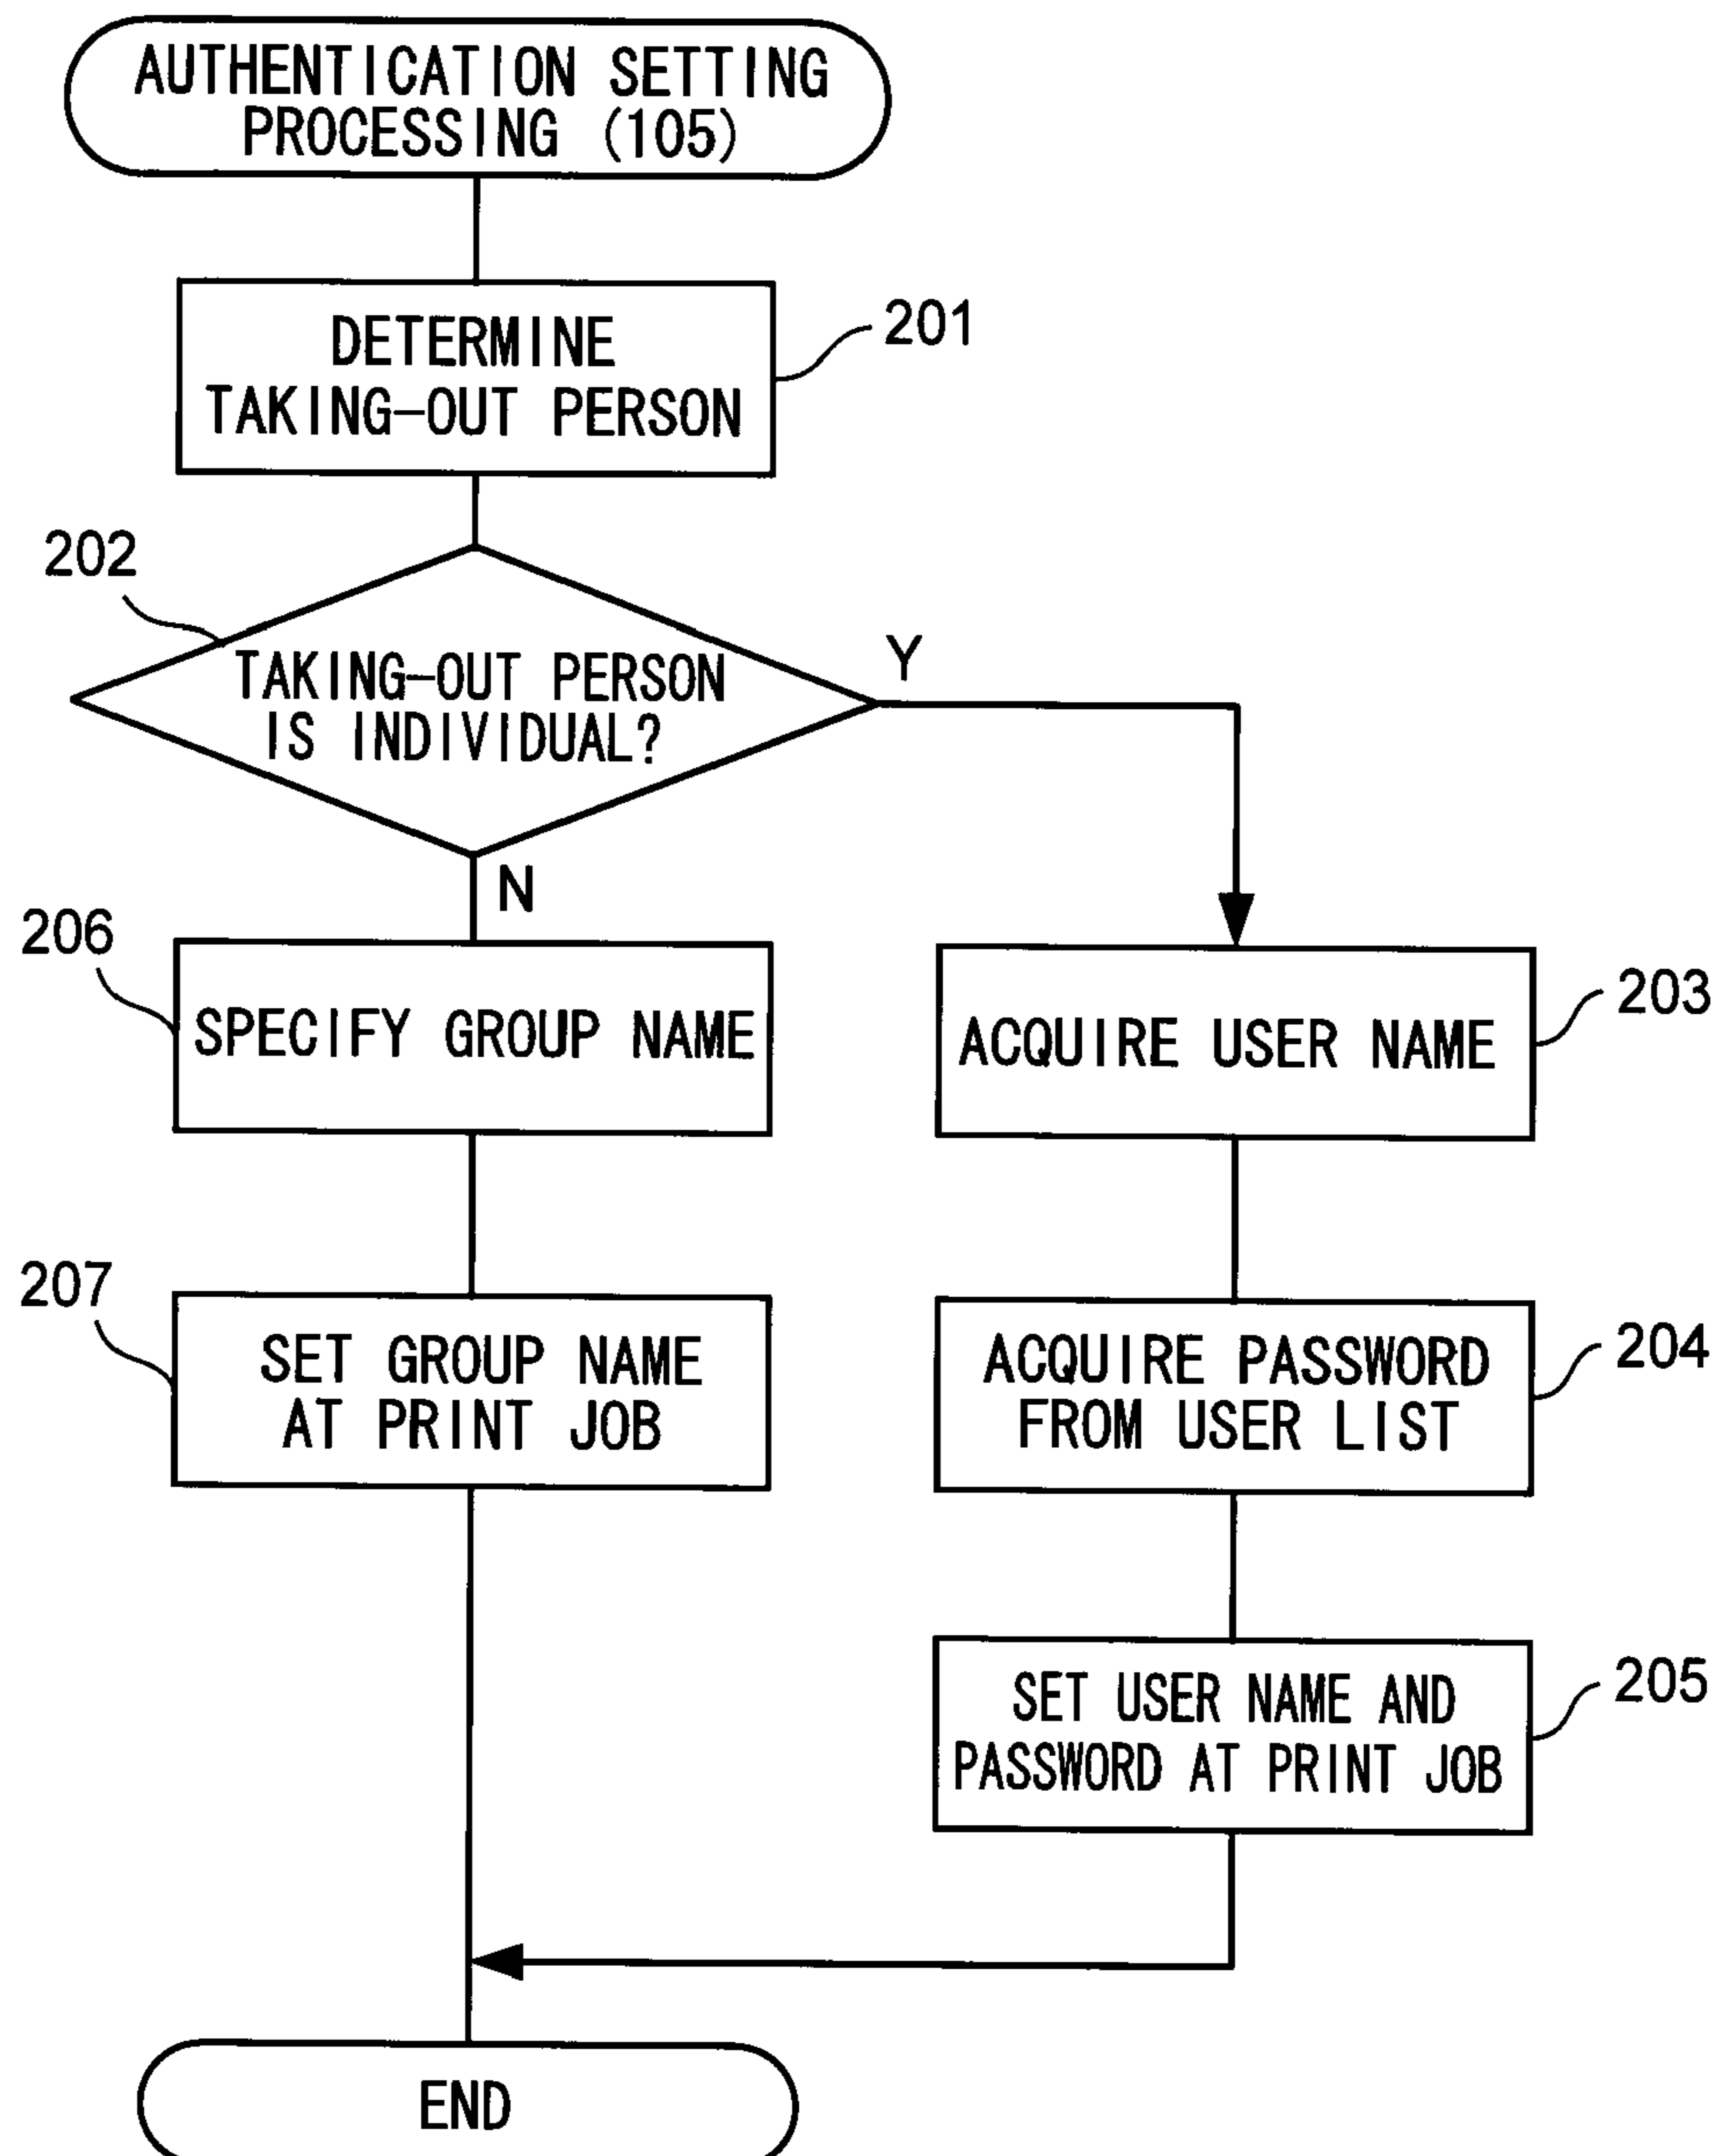 AUTHENTICATION SETTING
PROCESSING (105)
DETERMINE
TAKING-OUT PERSON
201
202
TAKING-OUT PERSON
IS INDIVIDUAL?
Y
N
206
SPECIFY GROUP NAME
ACQUIRE USER NAME
203
207
SET GROUP NAME
AT PRINT JOB
ACQUIRE PASSWORD
FROM USER LIST
204
SET USER NAME AND
PASSWORD AT PRINT JOB
205
END